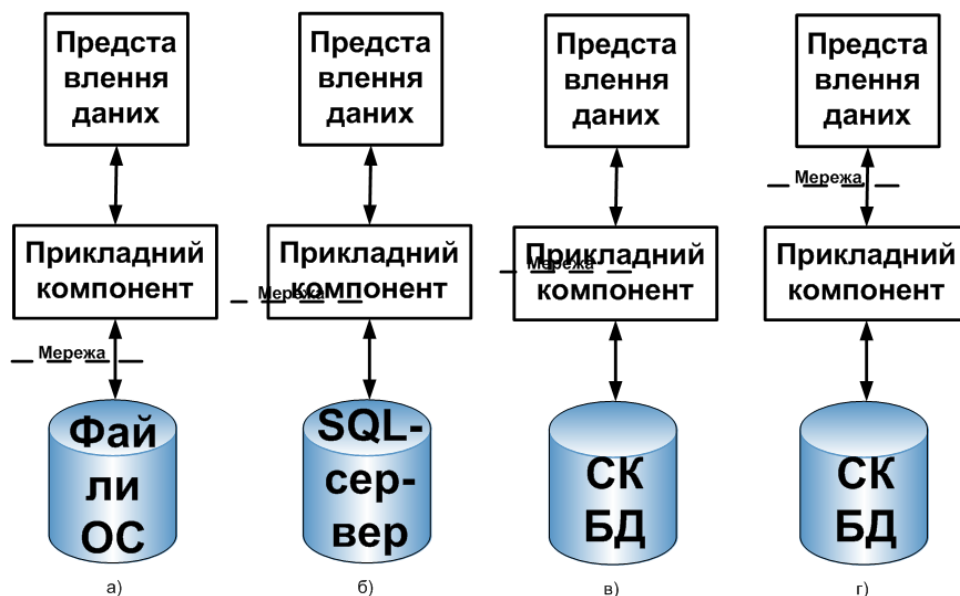 Предста
влення
даних
Прикладний
компонент
Мережа
Фай
ли
ОС
а)
Предста
влення
даних
Прикладний
компонент
Мережа
SQL-
сер-
вер
б)
Предста
влення
даних
Прикладний
Мережа
компонент
СК
БД
в)
Предста
влення
даних
Мережа
Прикладний
компонент
СК
БД
г)